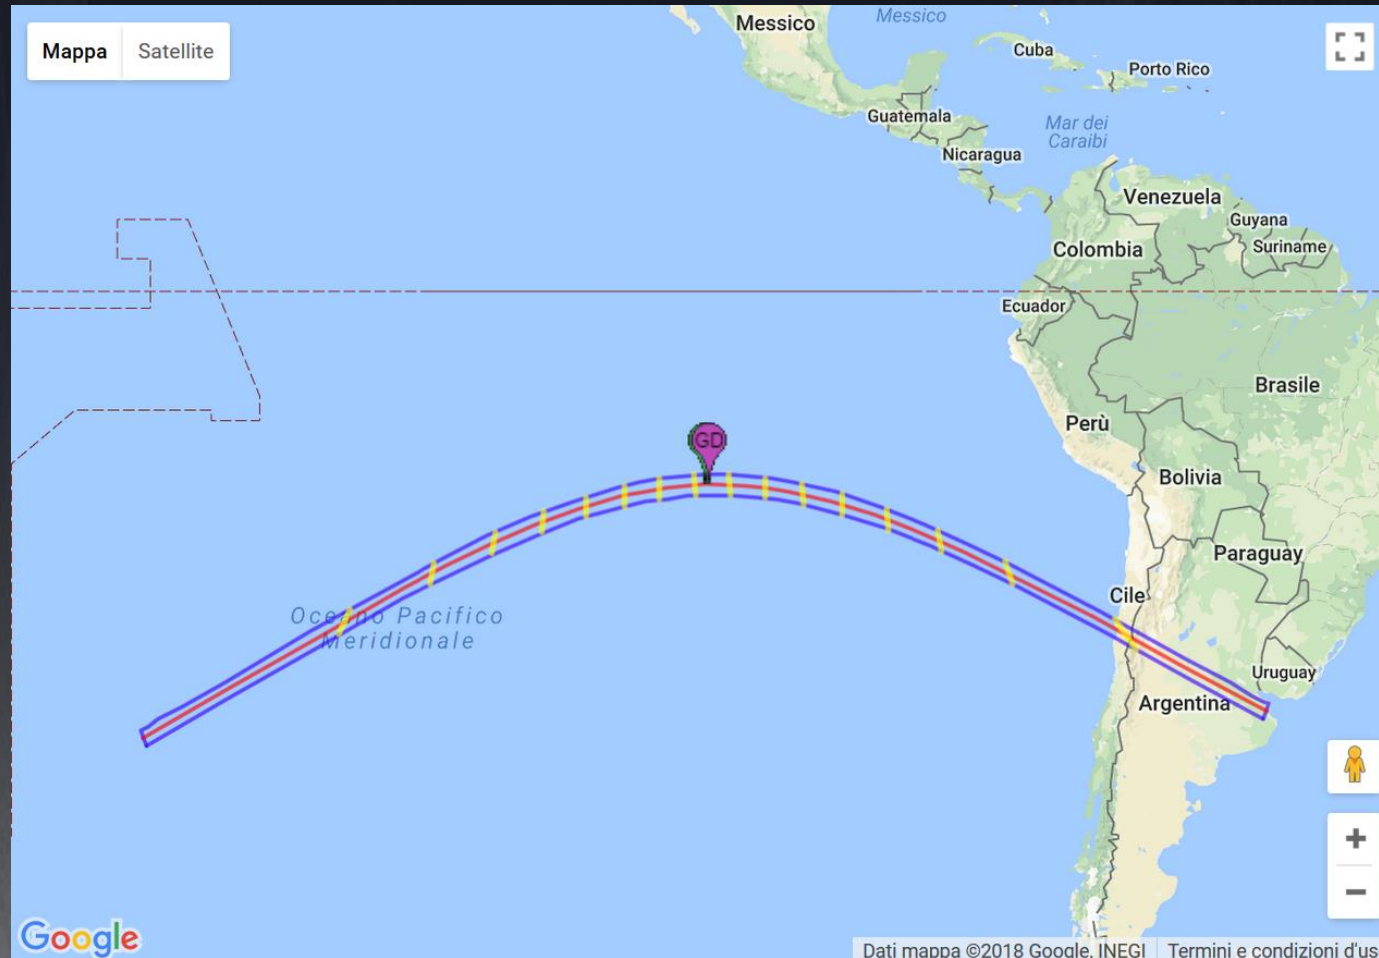 Mappa
Satellite
Messico
Messico
Cuba
Porto Rico
Guatemala
Mar dei
Caraibi
Nicaragua
Venezuela
Guyana
Colombia
Suriname
Ecuador
Brasile
Perù
GD
Bolivia
Paraguay
Cile
Oceano Pacifico
Meridionale
Uruguay
Argentina
Google
Dati mappa ©2018 Google, INEGI
Termini e condizioni d'us